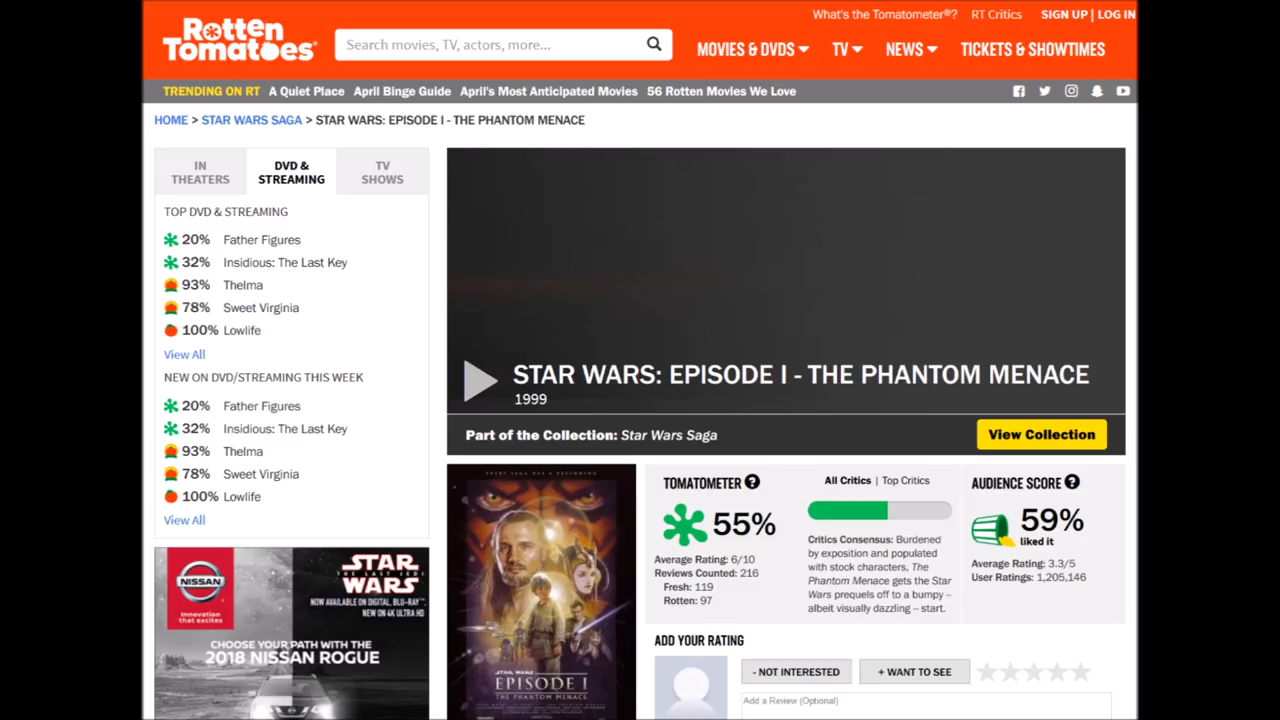 What's the Tomatometer®? RT Critics SIGN UP | LOG IN
Rotten Tomatoes®
Search movies, TV, actors, more...
MOVIES & DVDS TV NEWS TICKETS & SHOWTIMES
TRENDING ON RT A Quiet Place April Binge Guide April's Most Anticipated Movies 56 Rotten Movies We Love
HOME > STAR WARS SAGA > STAR WARS: EPISODE I - THE PHANTOM MENACE
IN THEATERS
DVD & STREAMING
TV SHOWS
TOP DVD & STREAMING
20% Father Figures
32% Insidious: The Last Key
93% Thelma
78% Sweet Virginia
100% Lowlife
View All
NEW ON DVD/STREAMING THIS WEEK
20% Father Figures
32% Insidious: The Last Key
93% Thelma
78% Sweet Virginia
100% Lowlife
View All
NISSAN
Innovation
that excites
STAR
THE LAST JEDI
WARS
NOW AVAILABLE ON DIGITAL, BLU-RAY™,
NEW ON 4K ULTRA HD
CHOOSE YOUR PATH WITH THE
2018 NISSAN ROGUE
STAR WARS: EPISODE I - THE PHANTOM MENACE
1999
Part of the Collection: Star Wars Saga
View Collection
EVERY SAGA HAS A BEGINNING
STAR WARS
EPISODE I
THE PHANTOM MENACE
TOMATOMETER ?
55%
Average Rating: 6/10
Reviews Counted: 216
Fresh: 119
Rotten: 97
All Critics | Top Critics
Critics Consensus: Burdened
by exposition and populated
with stock characters, The
Phantom Menace gets the Star
Wars prequels off to a bumpy –
albeit visually dazzling – start.
AUDIENCE SCORE ?
59%
liked it
Average Rating: 3.3/5
User Ratings: 1,205,146
ADD YOUR RATING
- NOT INTERESTED + WANT TO SEE
Add a Review (Optional)